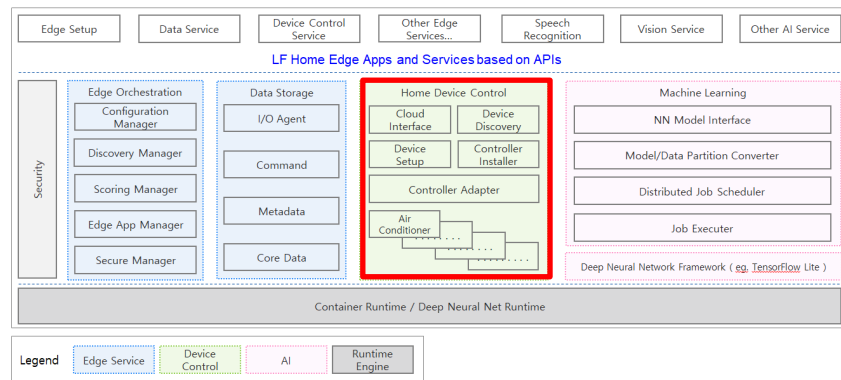 Edge Setup
Data Service
Device Control
Service
Other Edge
Services...
Speech
Recognition
Vision Service
Other AI Service
LF Home Edge Apps and Services based on APIs
Security
Edge Orchestration
Configuration
Manager
Discovery Manager
Scoring Manager
Edge App Manager
Secure Manager
Data Storage
I/O Agent
Command
Metadata
Core Data
Home Device Control
Cloud
Interface
Device
Discovery
Device
Setup
Controller
Installer
Controller Adapter
Air
Conditioner
........
........
........
Machine Learning
NN Model Interface
Model/Data Partition Converter
Distributed Job Scheduler
Job Executer
Deep Neural Network Framework ( eg. TensorFlow Lite )
Container Runtime / Deep Neural Net Runtime
Legend
Edge Service
Device
Control
AI
Runtime
Engine